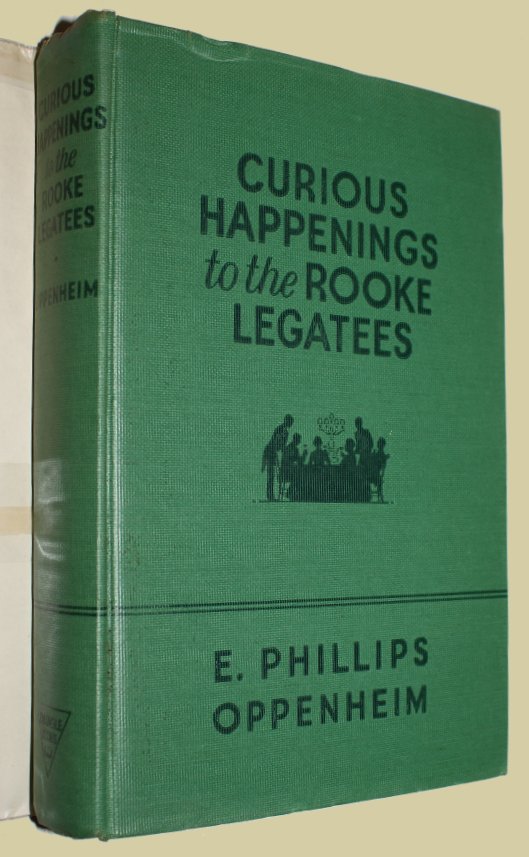 CURIOUS
HAPPENINGS
to the
ROOKE
LEGATEES
OPPENHEIM
CURIOUS
HAPPENINGS
to the ROOKE
LEGATEES
E. PHILLIPS
OPPENHEIM